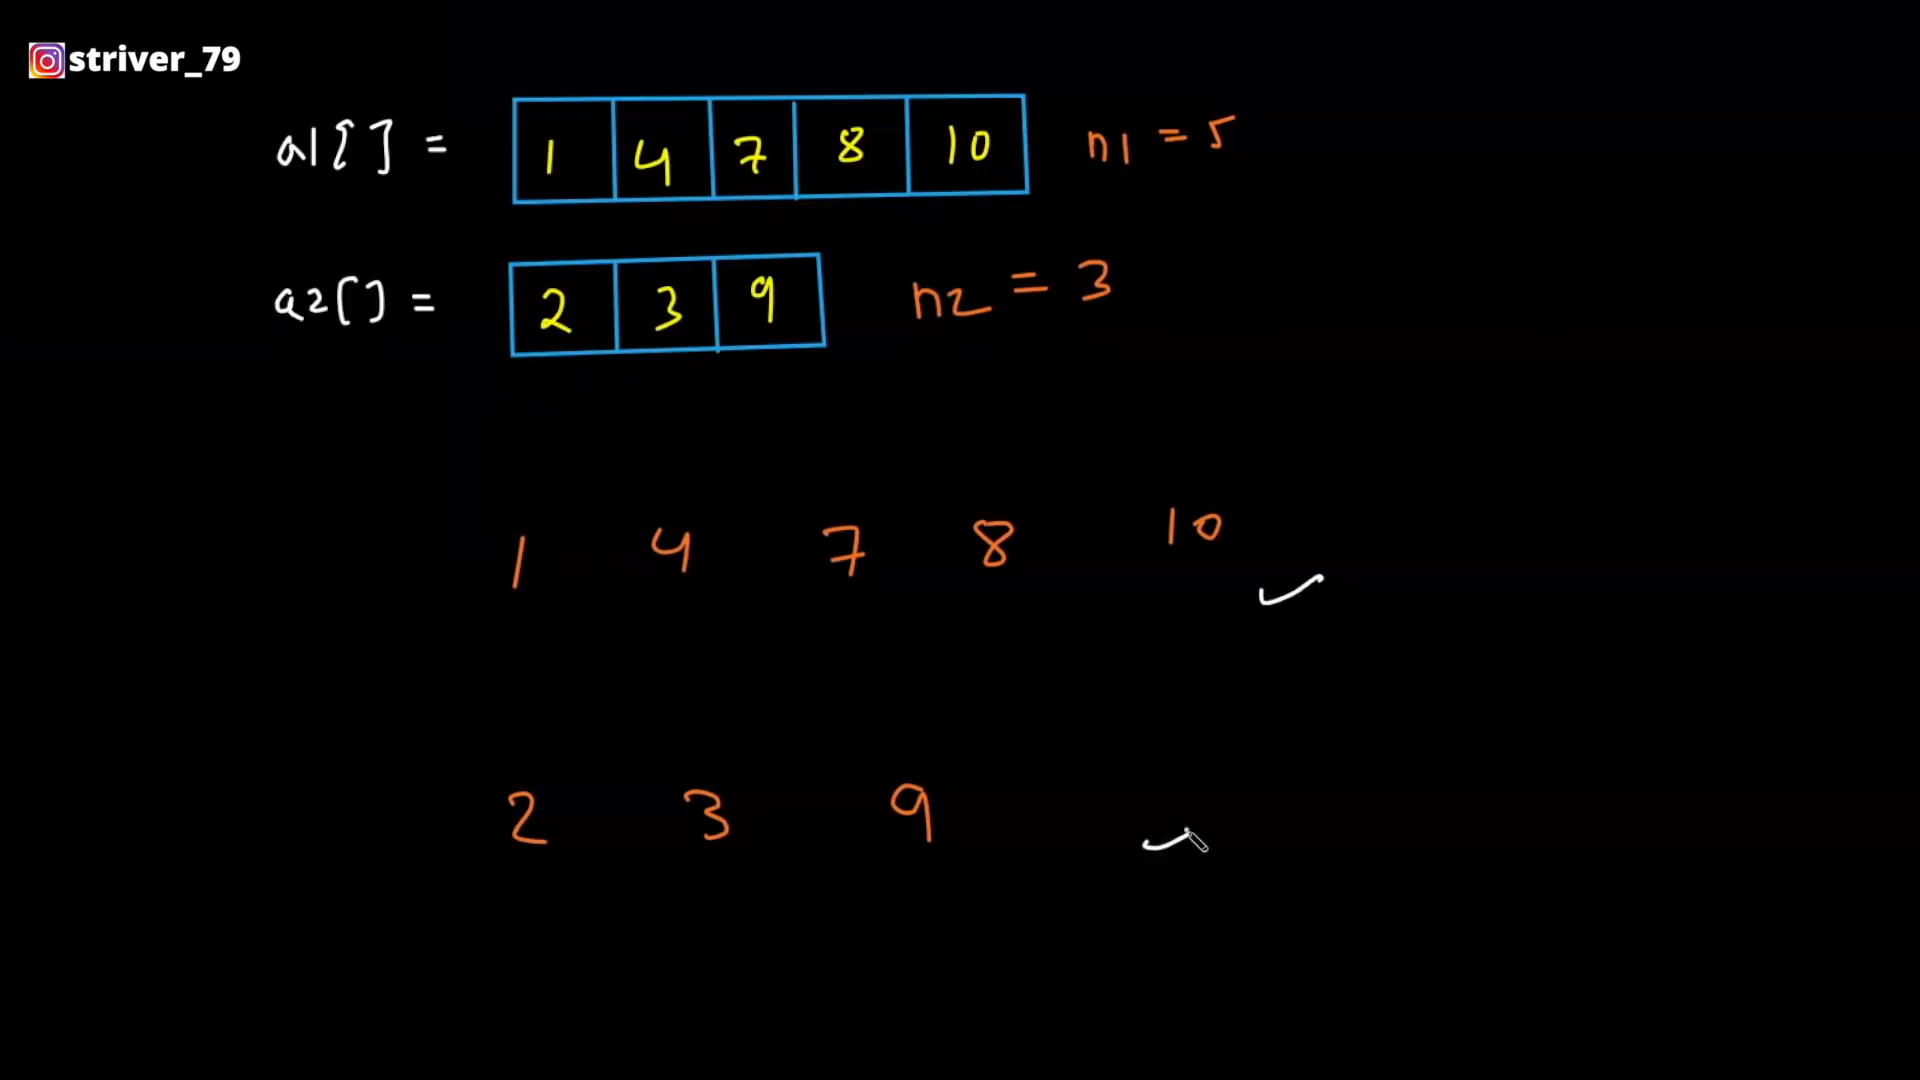 striver_79
a1[] = 1 4 7 8 10 n1 = 5
a2[] = 2 3 9 n2 = 3
1 4 7 8 10
2 3 9